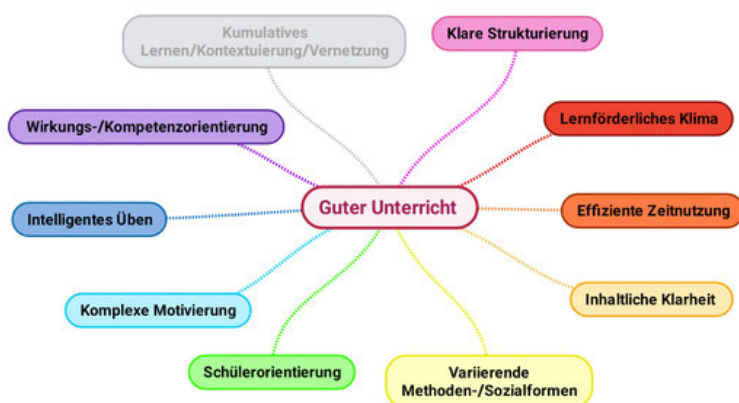 Kumulatives
Lernen/Kontextuierung/Vernetzung
Klare Strukturierung
Wirkungs-/Kompetenzorientierung
Lernförderliches Klima
Guter Unterricht
Intelligentes Üben
Effiziente Zeitnutzung
Komplexe Motivierung
Inhaltliche Klarheit
Schülerorientierung
Variierende
Methoden-/Sozialformen